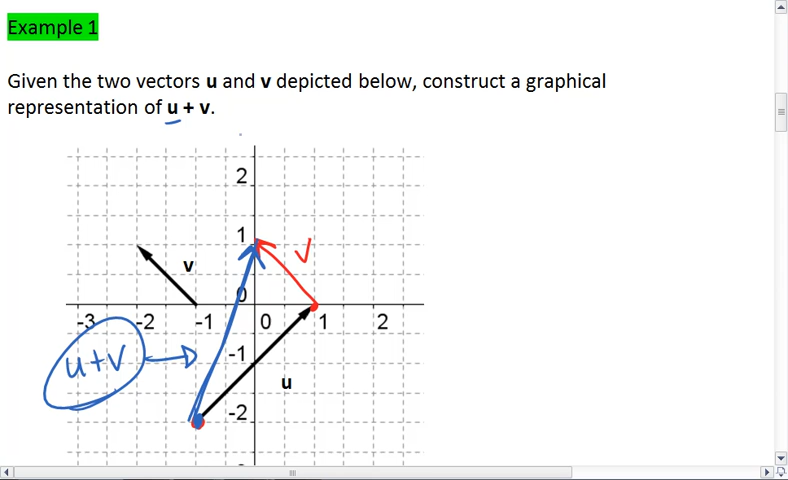 Example 1
Given the two vectors u and v depicted below, construct a graphical
representation of u + v.
2
1
v
v
0
-3 -2 -1 0 1 2
u+v
-1
u
-2